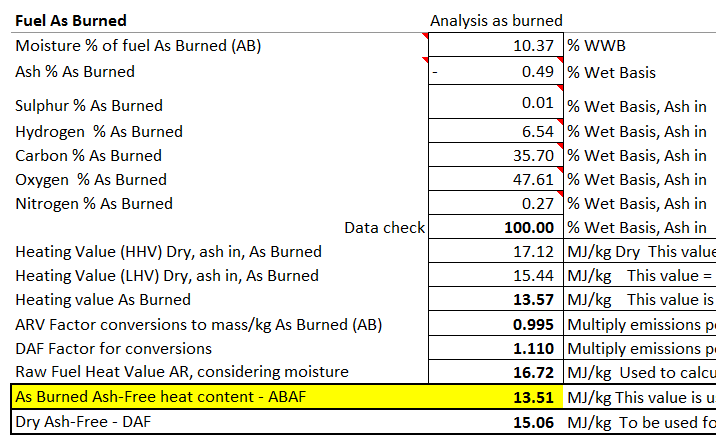 Fuel As Burned Analysis as burned
Moisture % of fuel As Burned (AB) 10.37 % WWB
Ash % As Burned - 0.49 % Wet Basis
Sulphur % As Burned 0.01 % Wet Basis, Ash in
Hydrogen  % As Burned 6.54 % Wet Basis, Ash in
Carbon % As Burned 35.70 % Wet Basis, Ash in
Oxygen  % As Burned 47.61 % Wet Basis, Ash in
Nitrogen % As Burned 0.27 % Wet Basis, Ash in
Data check 100.00 % Wet Basis, Ash in
Heating Value (HHV) Dry, ash in, As Burned 17.12 MJ/kg Dry  This value
Heating Value (LHV) Dry, ash in, As Burned 15.44 MJ/kg   This value =
Heating value As Burned 13.57 MJ/kg   This value is
ARV Factor conversions to mass/kg As Burned (AB) 0.995 Multiply emissions
DAF Factor for conversions 1.110 Multiply emissions
Raw Fuel Heat Value AR, considering moisture 16.72 MJ/kg  Used to
As Burned Ash-Free heat content - ABAF 13.51 MJ/kg This value is
Dry Ash-Free - DAF 15.06 MJ/kg  To be used